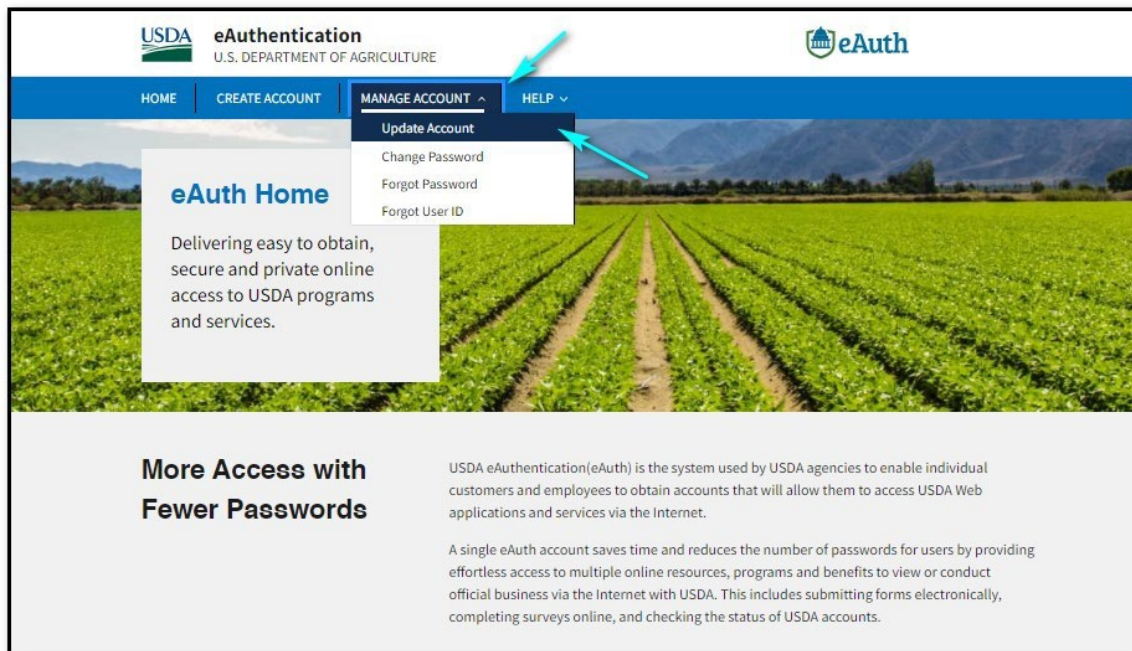 USDA
eAuthentication
U.S. DEPARTMENT OF AGRICULTURE
eAuth
HOME CREATE ACCOUNT MANAGE ACCOUNT HELP
Update Account
Change Password
Forgot Password
Forgot User ID
eAuth Home
Delivering easy to obtain,
secure and private online
access to USDA programs
and services.
More Access with
Fewer Passwords
USDA eAuthentication(eAuth) is the system used by USDA agencies to enable individual
customers and employees to obtain accounts that will allow them to access USDA Web
applications and services via the Internet.
A single eAuth account saves time and reduces the number of passwords for users by providing
effortless access to multiple online resources, programs and benefits to view or conduct
official business via the Internet with USDA. This includes submitting forms electronically,
completing surveys online, and checking the status of USDA accounts.